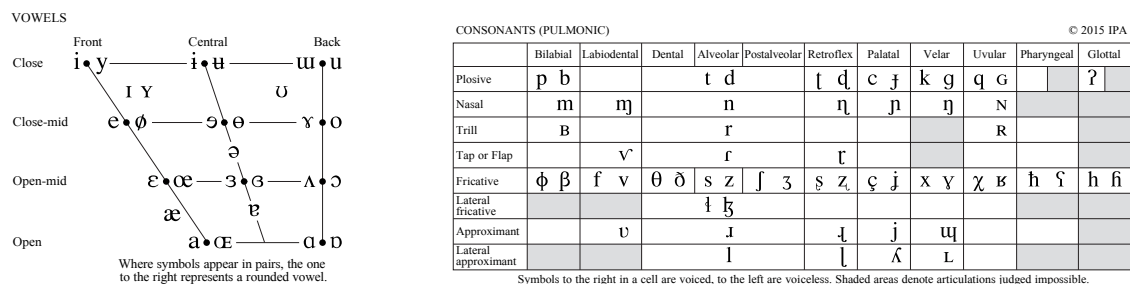 VOWELS
Front Central Back
Close i y ɨ ʉ ɯ u
ɪ ʏ ʊ
Close-mid e ø ɘ ɵ ɤ o
ə
Open-mid ɛ œ ɜ ɞ ʌ ɔ
æ ɐ
Open a ɶ ɑ ɒ
Where symbols appear in pairs, the one
to the right represents a rounded vowel.
CONSONANTS (PULMONIC) © 2015 IPA
Bilabial Labiodental Dental Alveolar Postalveolar Retroflex Palatal Velar Uvular Pharyngeal Glottal
Plosive p b t d ʈ ɖ c ɟ k ɡ q ɢ ʔ
Nasal m ɱ n ɳ ɲ ŋ ɴ
Trill ʙ r ʀ
Tap or Flap ⱱ ɾ ɽ
Fricative ɸ β f v θ ð s z ʃ ʒ ʂ ʐ ç ʝ x ɣ χ ʁ ħ ʕ h ɦ
Lateral
fricative ɬ ɮ
Approximant ʋ ɹ ɻ j ɰ
Lateral
approximant l ɭ ʎ ʟ
Symbols to the right in a cell are voiced, to the left are voiceless. Shaded areas denote articulations judged impossible.